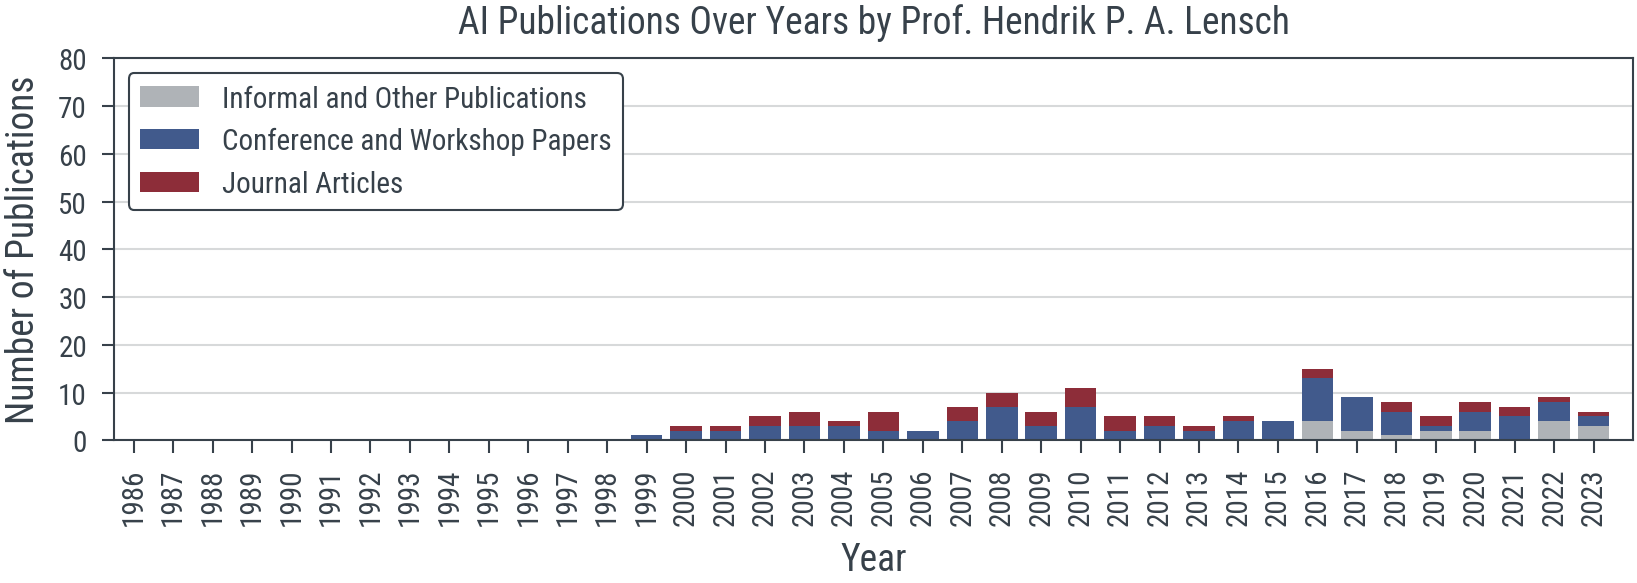 AI Publications Over Years by Prof. Hendrik P. A. Lensch
Number of Publications
80
70
60
50
40
30
20
10
0
Informal and Other Publications
Conference and Workshop Papers
Journal Articles
1986 1987 1988 1989 1990 1991 1992 1993 1994 1995 1996 1997 1998 1999 2000 2001 2002 2003 2004 2005 2006 2007 2008 2009 2010 2011 2012 2013 2014 2015 2016 2017 2018 2019 2020 2021 2022 2023
Year